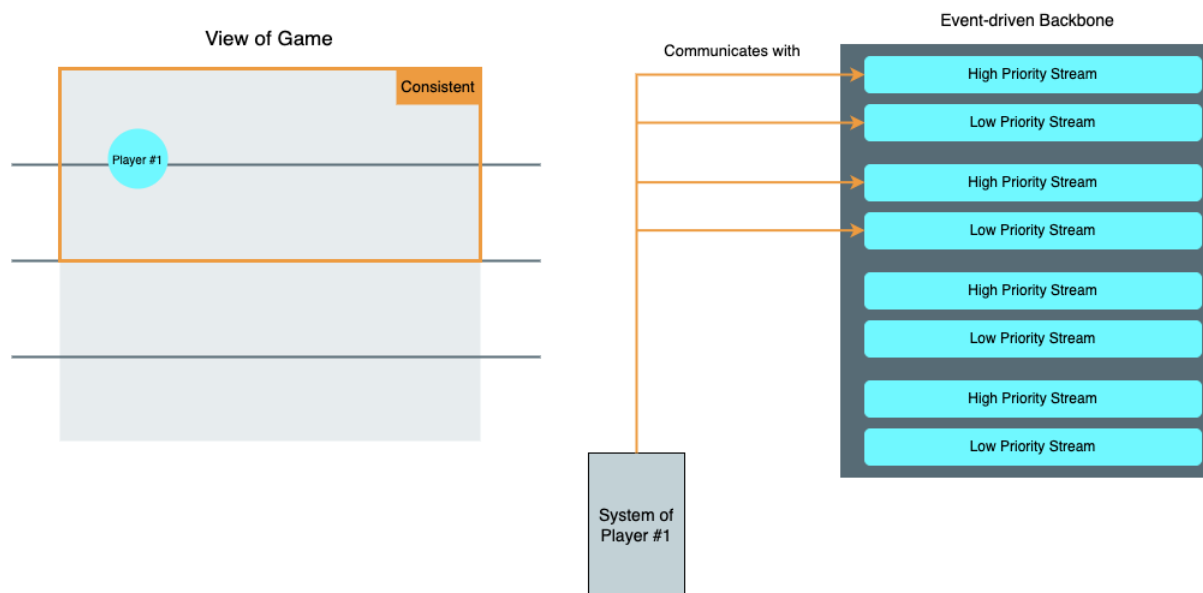 View of Game
Consistent
Player #1
Event-driven Backbone
Communicates with
High Priority Stream
Low Priority Stream
High Priority Stream
Low Priority Stream
High Priority Stream
Low Priority Stream
High Priority Stream
Low Priority Stream
System of
Player #1